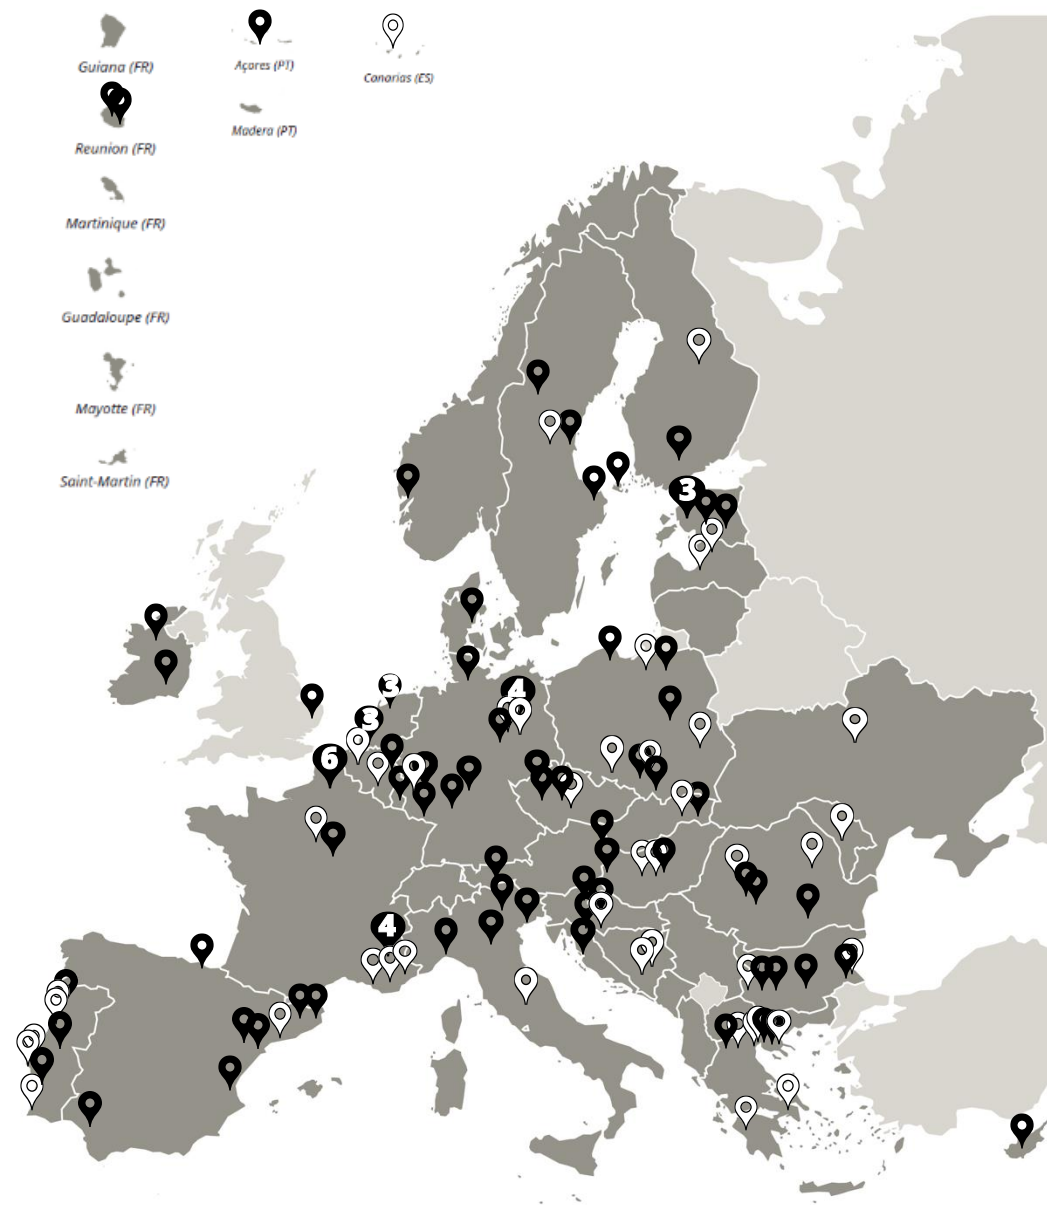 Guiana (FR)
Açores (PT)
Canarias (ES)
Madera (PT)
Reunion (FR)
Martinique (FR)
Guadaloupe (FR)
Mayotte (FR)
Saint-Martin (FR)
3
4
3
3
6
4